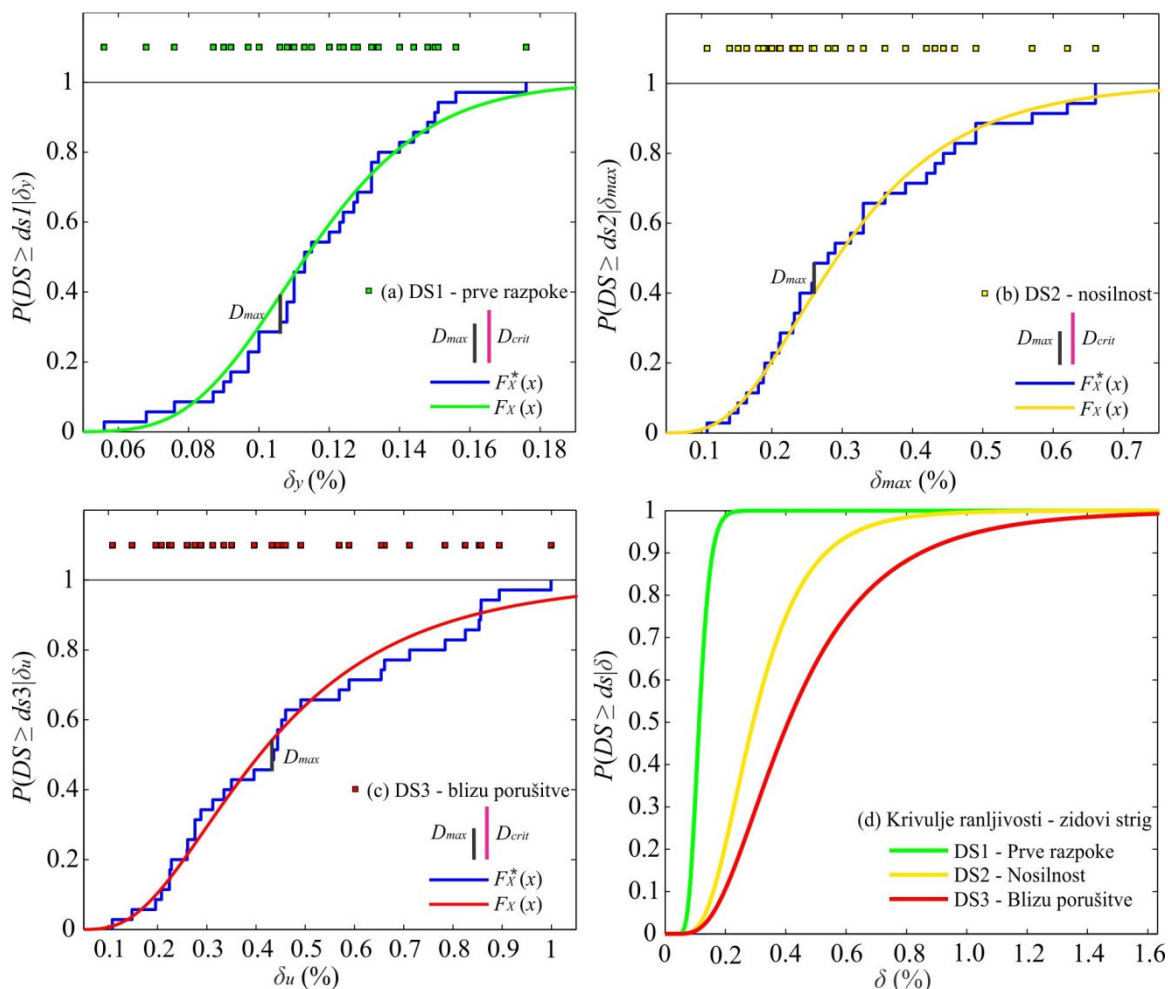 P(DS ≥ ds1|δy)
1
0.8
0.6
0.4
0.2
0
Dmax
(a) DS1 - prve razpoke
Dmax Dcrit
F*X(x)
FX(x)
0.06 0.08 0.1 0.12 0.14 0.16 0.18
δy (%)
P(DS ≥ ds2|δmax)
1
0.8
0.6
0.4
0.2
0
Dmax
(b) DS2 - nosilnost
Dmax Dcrit
F*X(x)
FX(x)
0.1 0.2 0.3 0.4 0.5 0.6 0.7
δmax (%)
P(DS ≥ ds3|δu)
1
0.8
0.6
0.4
0.2
0
Dmax
(c) DS3 - blizu porušitve
Dmax Dcrit
F*X(x)
FX(x)
0.1 0.2 0.3 0.4 0.5 0.6 0.7 0.8 0.9 1
δu (%)
P(DS ≥ ds|δ)
1
0.9
0.8
0.7
0.6
0.5
0.4
0.3
0.2
0.1
0
(d) Krivulje ranljivosti - zidovi strig
DS1 - Prve razpoke
DS2 - Nosilnost
DS3 - Blizu porušitve
0 0.2 0.4 0.6 0.8 1.0 1.2 1.4 1.6
δ (%)